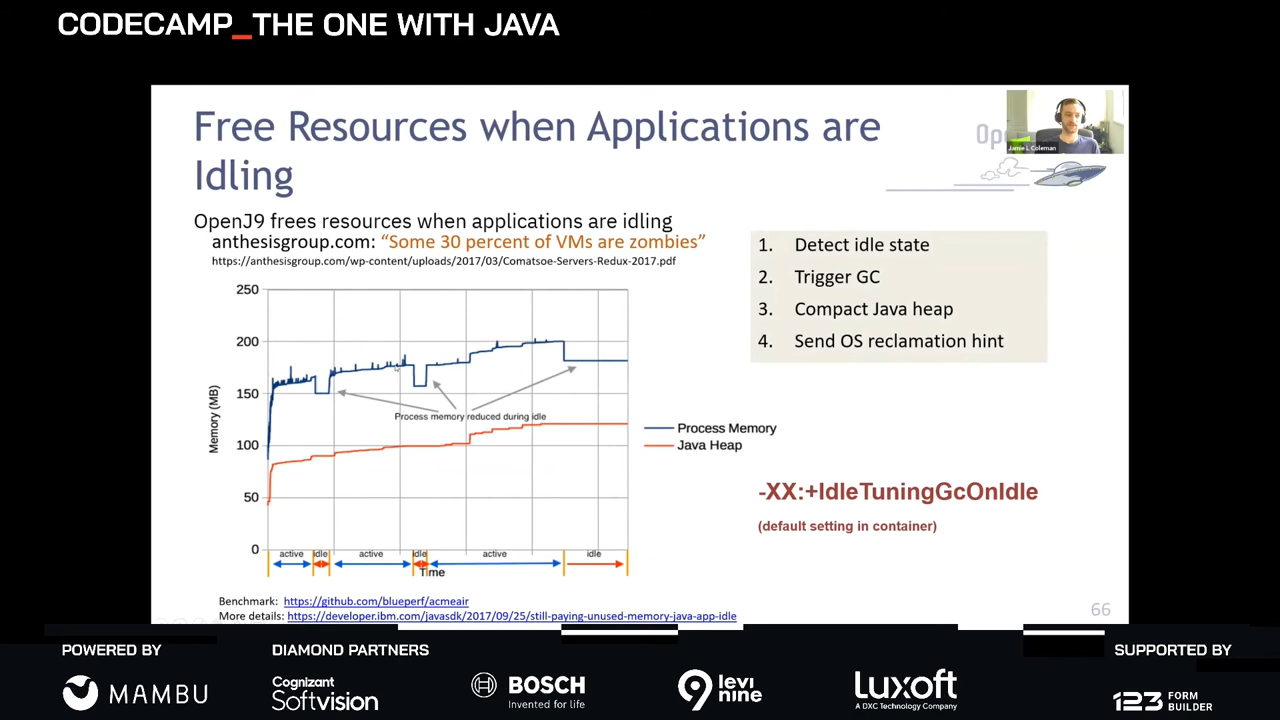 CODECAMP_THE ONE WITH JAVA
Free Resources when Applications are
Idling
Jamie L Coleman
OpenJ9 frees resources when applications are idling
anthesisgroup.com: “Some 30 percent of VMs are zombies”
https://anthesisgroup.com/wp-content/uploads/2017/03/Comatsoe-Servers-Redux-2017.pdf
1. Detect idle state
2. Trigger GC
3. Compact Java heap
4. Send OS reclamation hint
250
200
150
100
50
0
Memory (MB)
Process memory reduced during idle
Process Memory
Java Heap
active idle active idle active idle
Time
-XX:+IdleTuningGcOnIdle
(default setting in container)
Benchmark: https://github.com/blueperf/acmeair
More details: https://developer.ibm.com/javasdk/2017/09/25/still-paying-unused-memory-java-app-idle
66
POWERED BY
MAMBU
DIAMOND PARTNERS
Cognizant
Softvision
BOSCH
Invented for life
9 levi
nine
Luxoft
A DXC Technology Company
SUPPORTED BY
123 FORM
BUILDER